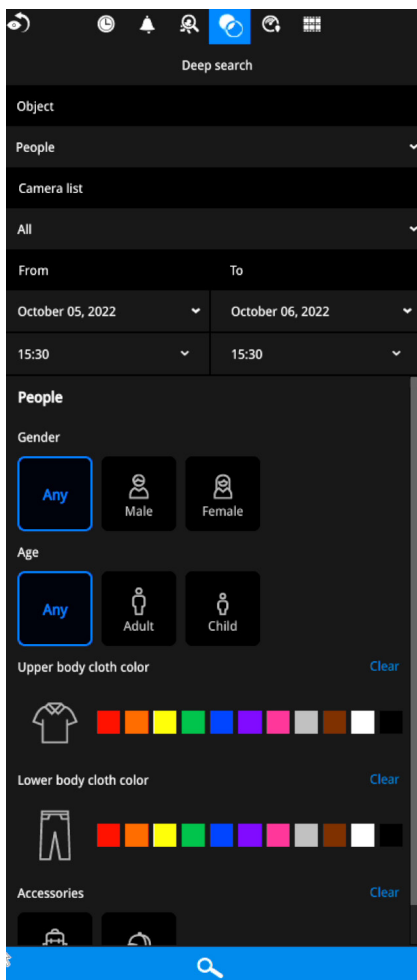 Deep search
Object
People
Camera list
All
From To
October 05, 2022 October 06, 2022
15:30 15:30
People
Gender
Any Male Female
Age
Any Adult Child
Upper body cloth color Clear
Lower body cloth color Clear
Accessories Clear